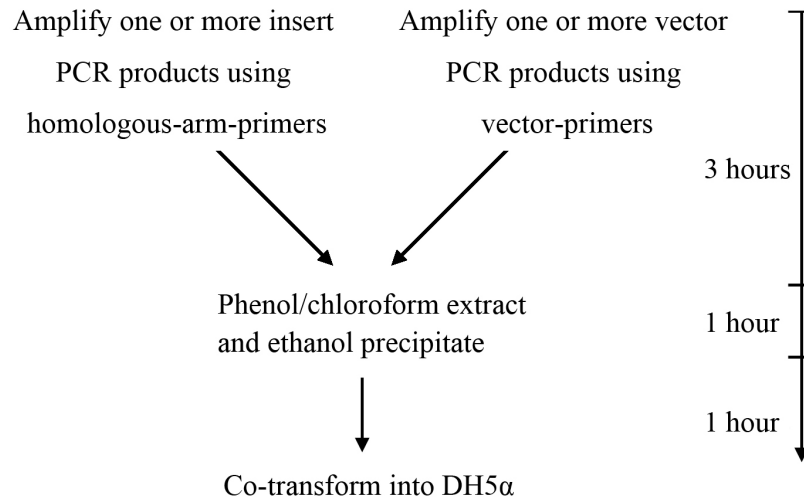 Amplify one or more insert
PCR products using
homologous-arm-primers
Amplify one or more vector
PCR products using
vector-primers
3 hours
Phenol/chloroform extract
and ethanol precipitate
1 hour
1 hour
Co-transform into DH5α